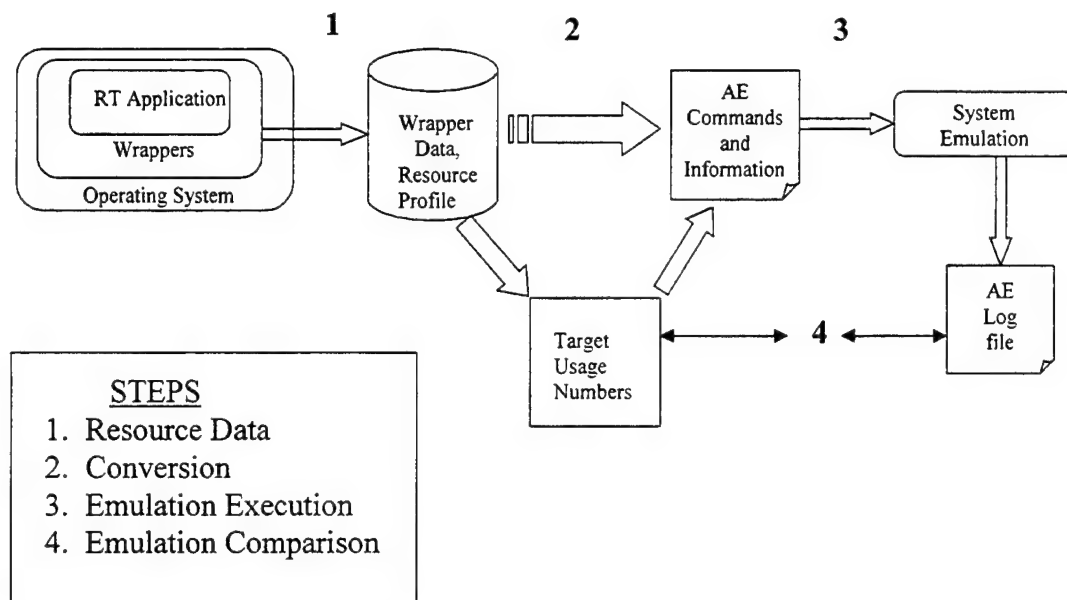 1
2
3
RT Application
Wrappers
Operating System
Wrapper
Data,
Resource
Profile
AE
Commands
and
Information
System
Emulation
Target
Usage
Numbers
4
AE
Log
file
STEPS
1. Resource Data
2. Conversion
3. Emulation Execution
4. Emulation Comparison